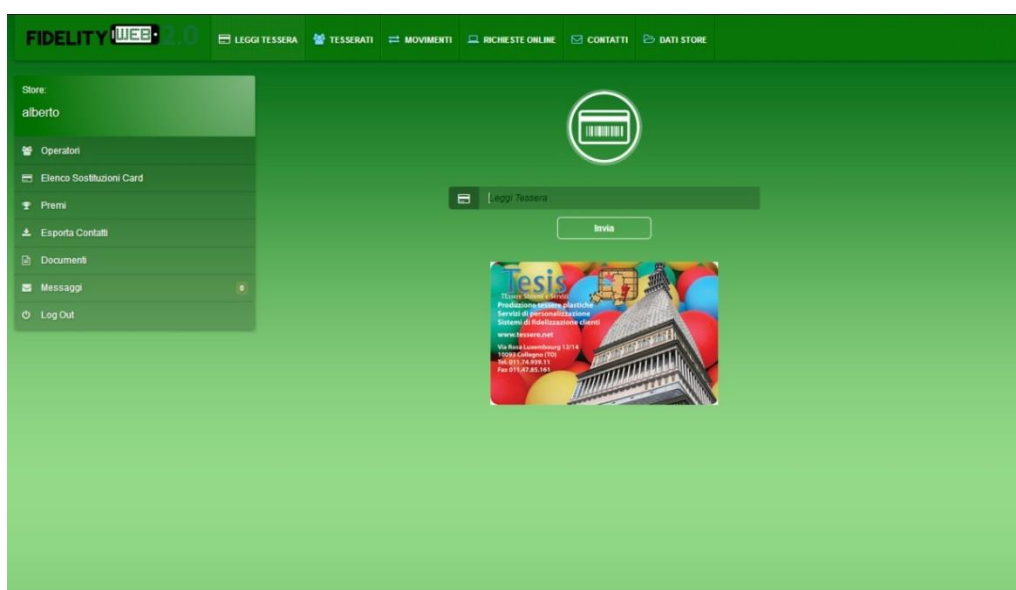 FIDELITY WEB 2.0
LEGGI TESSERA
TESSERATI
MOVIMENTI
RICHIESTE ONLINE
CONTATTI
DATI STORE
Store:
alberto
Operatori
Elenco Sostituzioni Card
Premi
Esporta Contatti
Documenti
Messaggi
Log Out
Leggi Tessera
Invia
Tesis
TEssere SIstemi e Servizi
Produzione tessere plastiche
Servizi di personalizzazione
Sistemi di fidelizzazione clienti
www.tessere.net
Via Rosa Luxembourg 12/14
10093 Collegno (TO)
Tel. 011.74.939.11
Fax 011.47.85.161